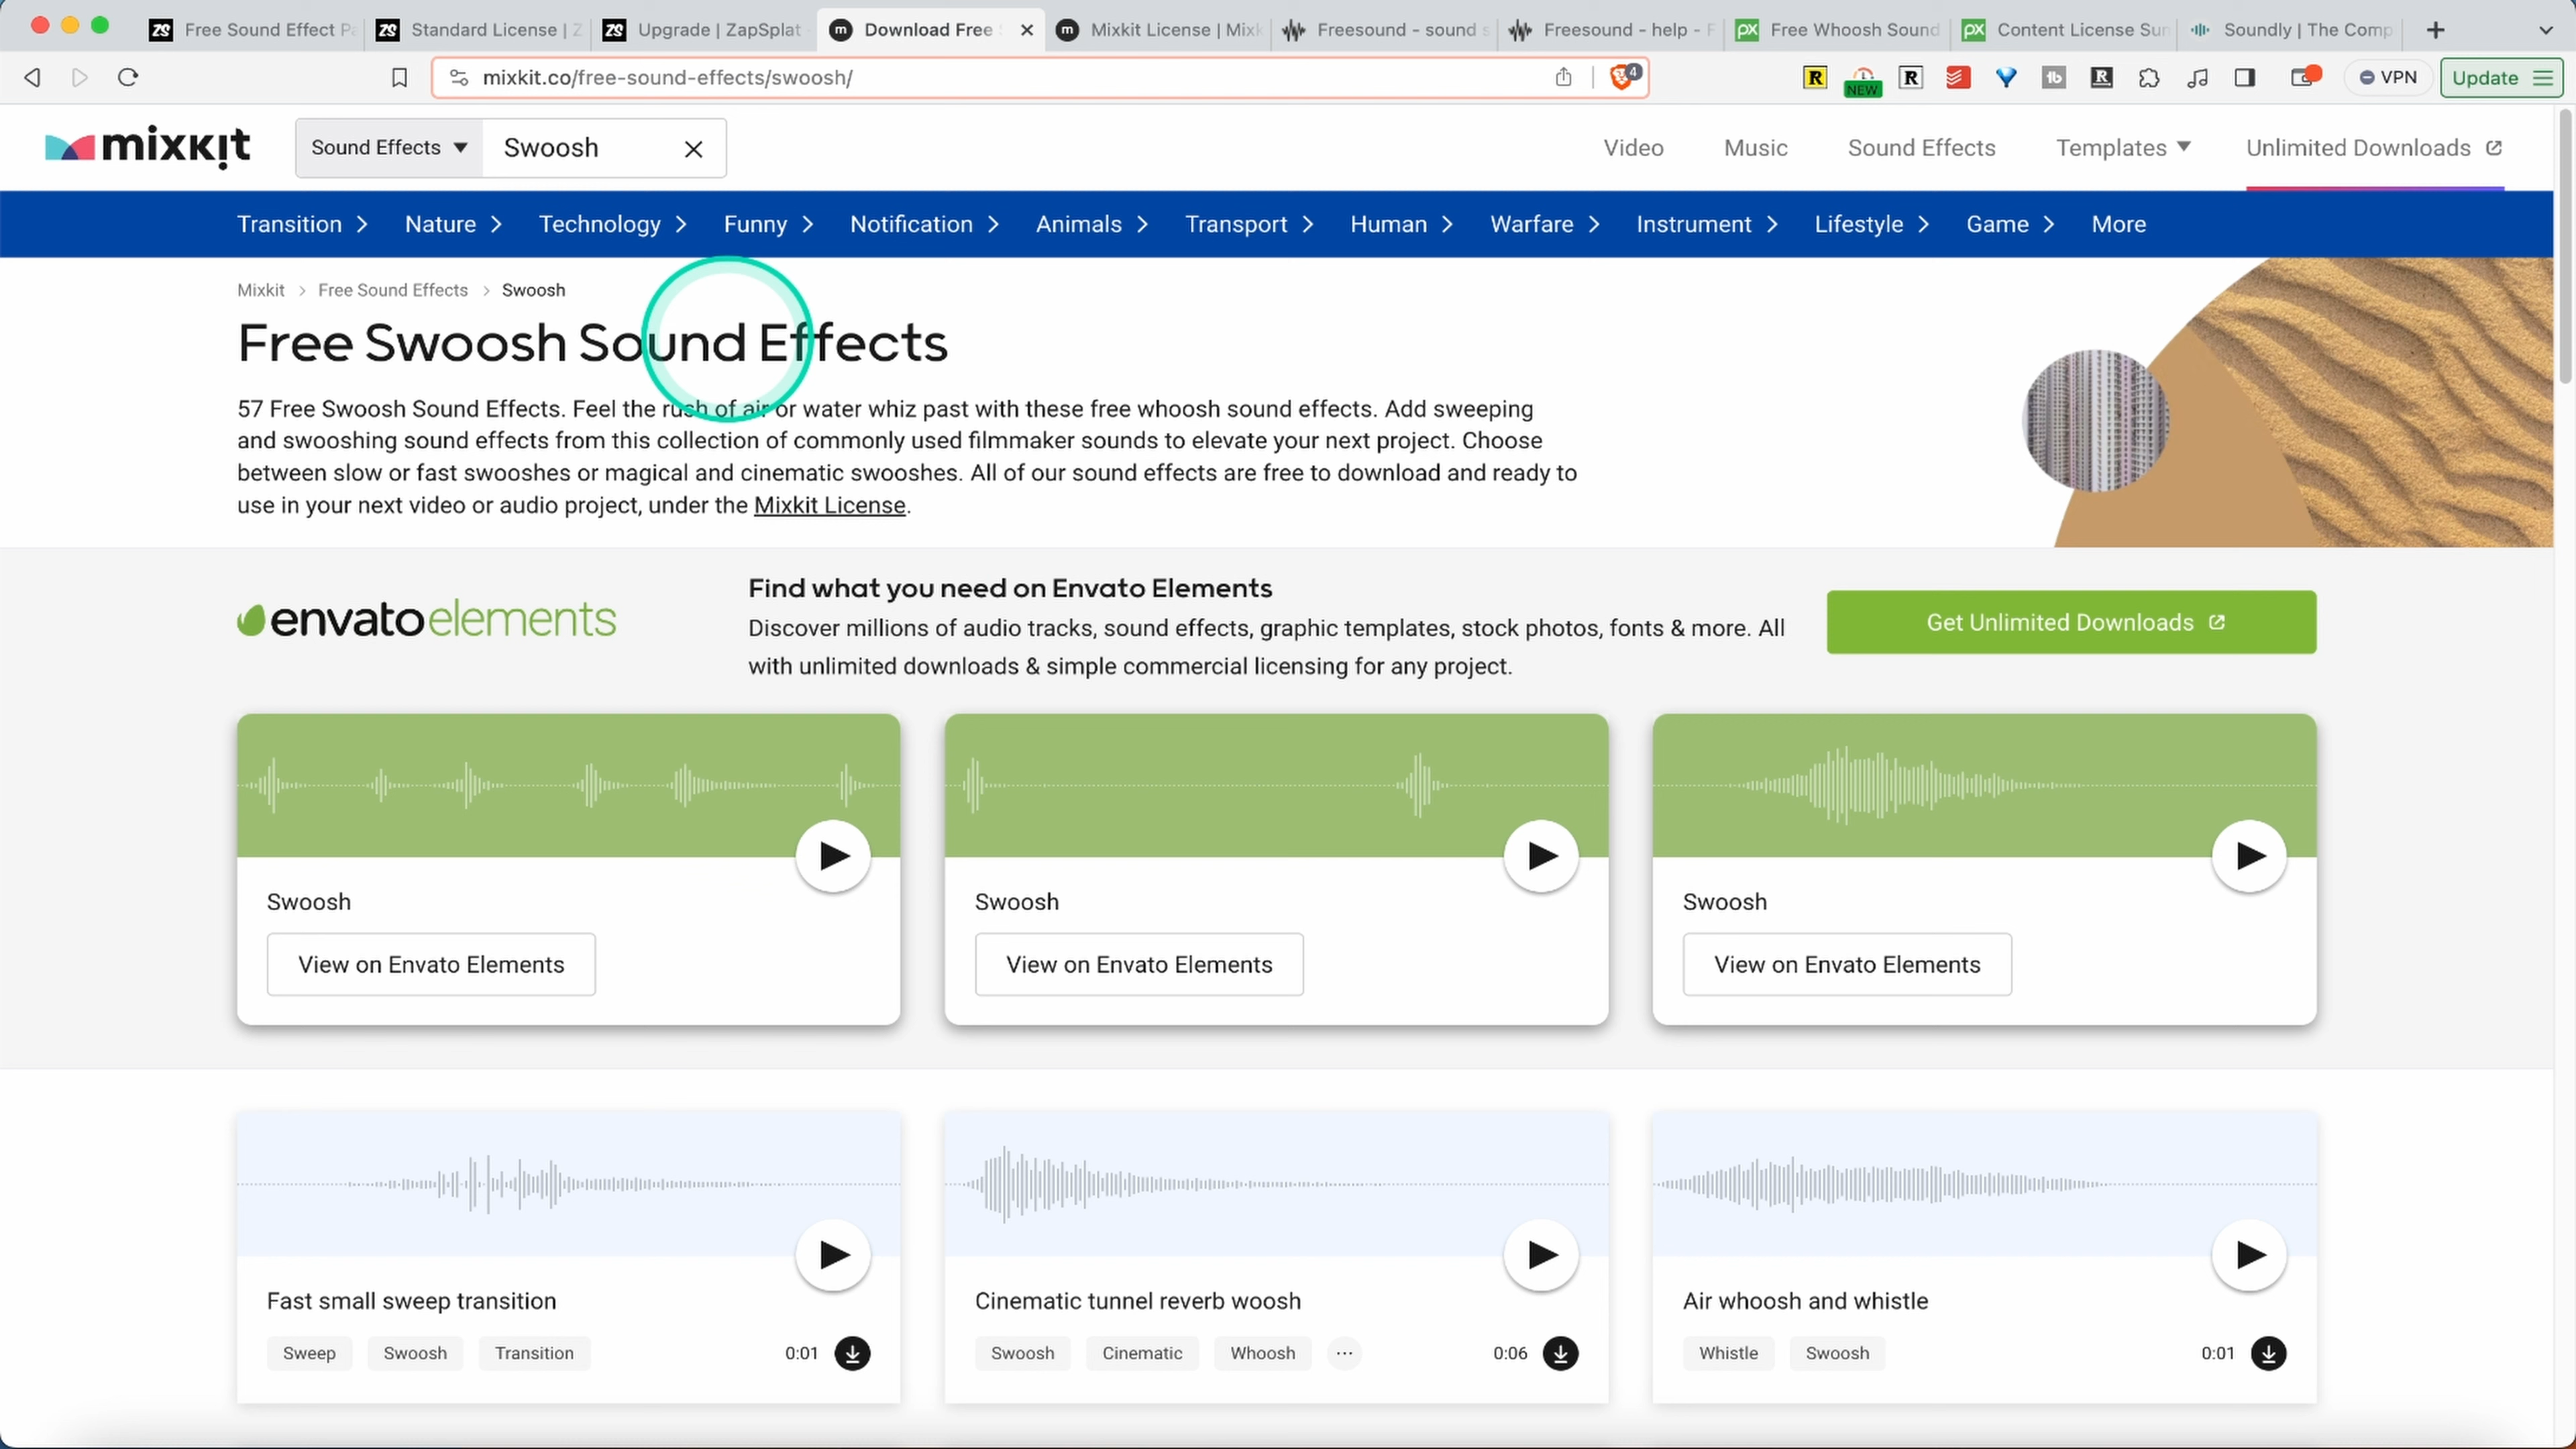 Free Sound Effect Pa
Standard License | Z
Upgrade | ZapSplat
Download Free
Mixkit License | Mixk
Freesound - sound s
Freesound - help - F
Free Whoosh Sound
Content License Sum
Soundly | The Comp
mixkit.co/free-sound-effects/swoosh/
4
NEW
VPN
Update
mixkit
Sound Effects
Swoosh
Video
Music
Sound Effects
Templates
Unlimited Downloads
Transition
Nature
Technology
Funny
Notification
Animals
Transport
Human
Warfare
Instrument
Lifestyle
Game
More
Mixkit > Free Sound Effects > Swoosh
Free Swoosh Sound Effects
57 Free Swoosh Sound Effects. Feel the rush of air or water whiz past with these free whoosh sound effects. Add sweeping
and swooshing sound effects from this collection of commonly used filmmaker sounds to elevate your next project. Choose
between slow or fast swooshes or magical and cinematic swooshes. All of our sound effects are free to download and ready to
use in your next video or audio project, under the Mixkit License.
envato elements
Find what you need on Envato Elements
Discover millions of audio tracks, sound effects, graphic templates, stock photos, fonts & more. All
with unlimited downloads & simple commercial licensing for any project.
Get Unlimited Downloads
Swoosh
View on Envato Elements
Swoosh
View on Envato Elements
Swoosh
View on Envato Elements
Fast small sweep transition
Sweep
Swoosh
Transition
0:01
Cinematic tunnel reverb woosh
Swoosh
Cinematic
Whoosh
...
0:06
Air whoosh and whistle
Whistle
Swoosh
0:01